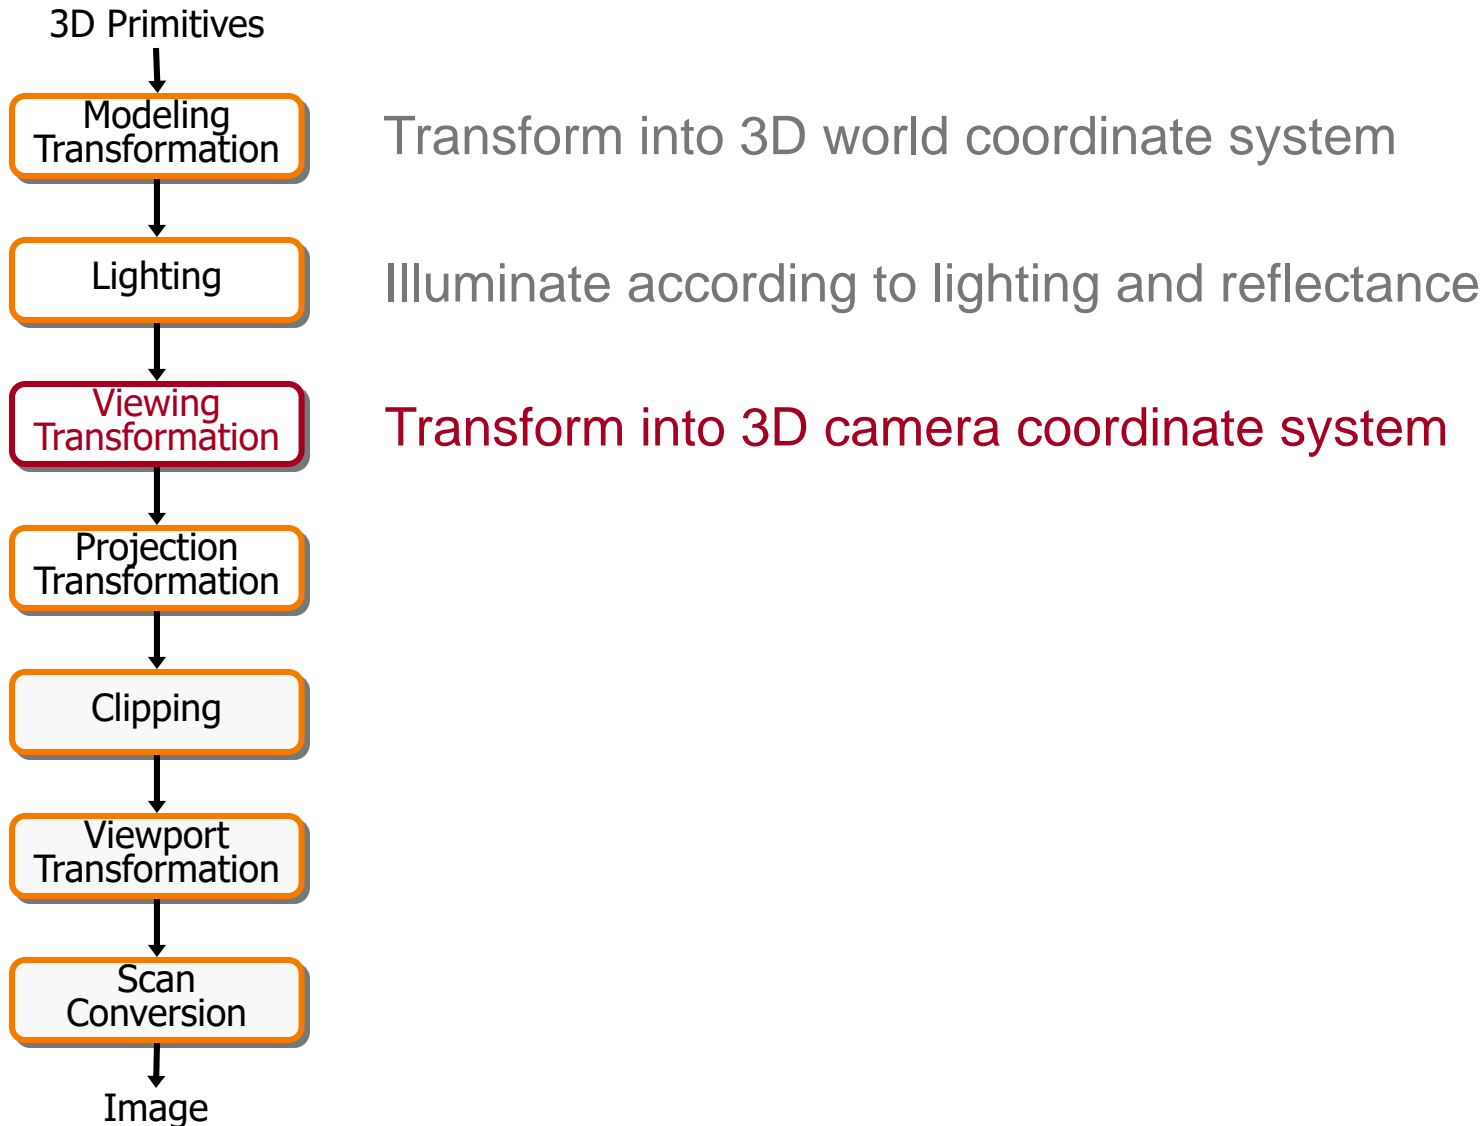 3D Primitives
Modeling
Transformation
Transform into 3D world coordinate system
Lighting
Illuminate according to lighting and reflectance
Viewing
Transformation
Transform into 3D camera coordinate system
Projection
Transformation
Clipping
Viewport
Transformation
Scan
Conversion
Image